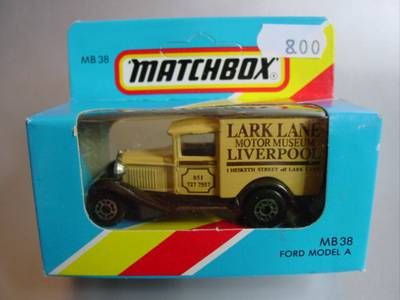 MB 38
8.00
MATCHBOX
LARK LANE
MOTOR MUSEUM
LIVERPOOL
1 HESKETH STREET off LARK LANE
051
727 7557
MB 38
FORD MODEL A